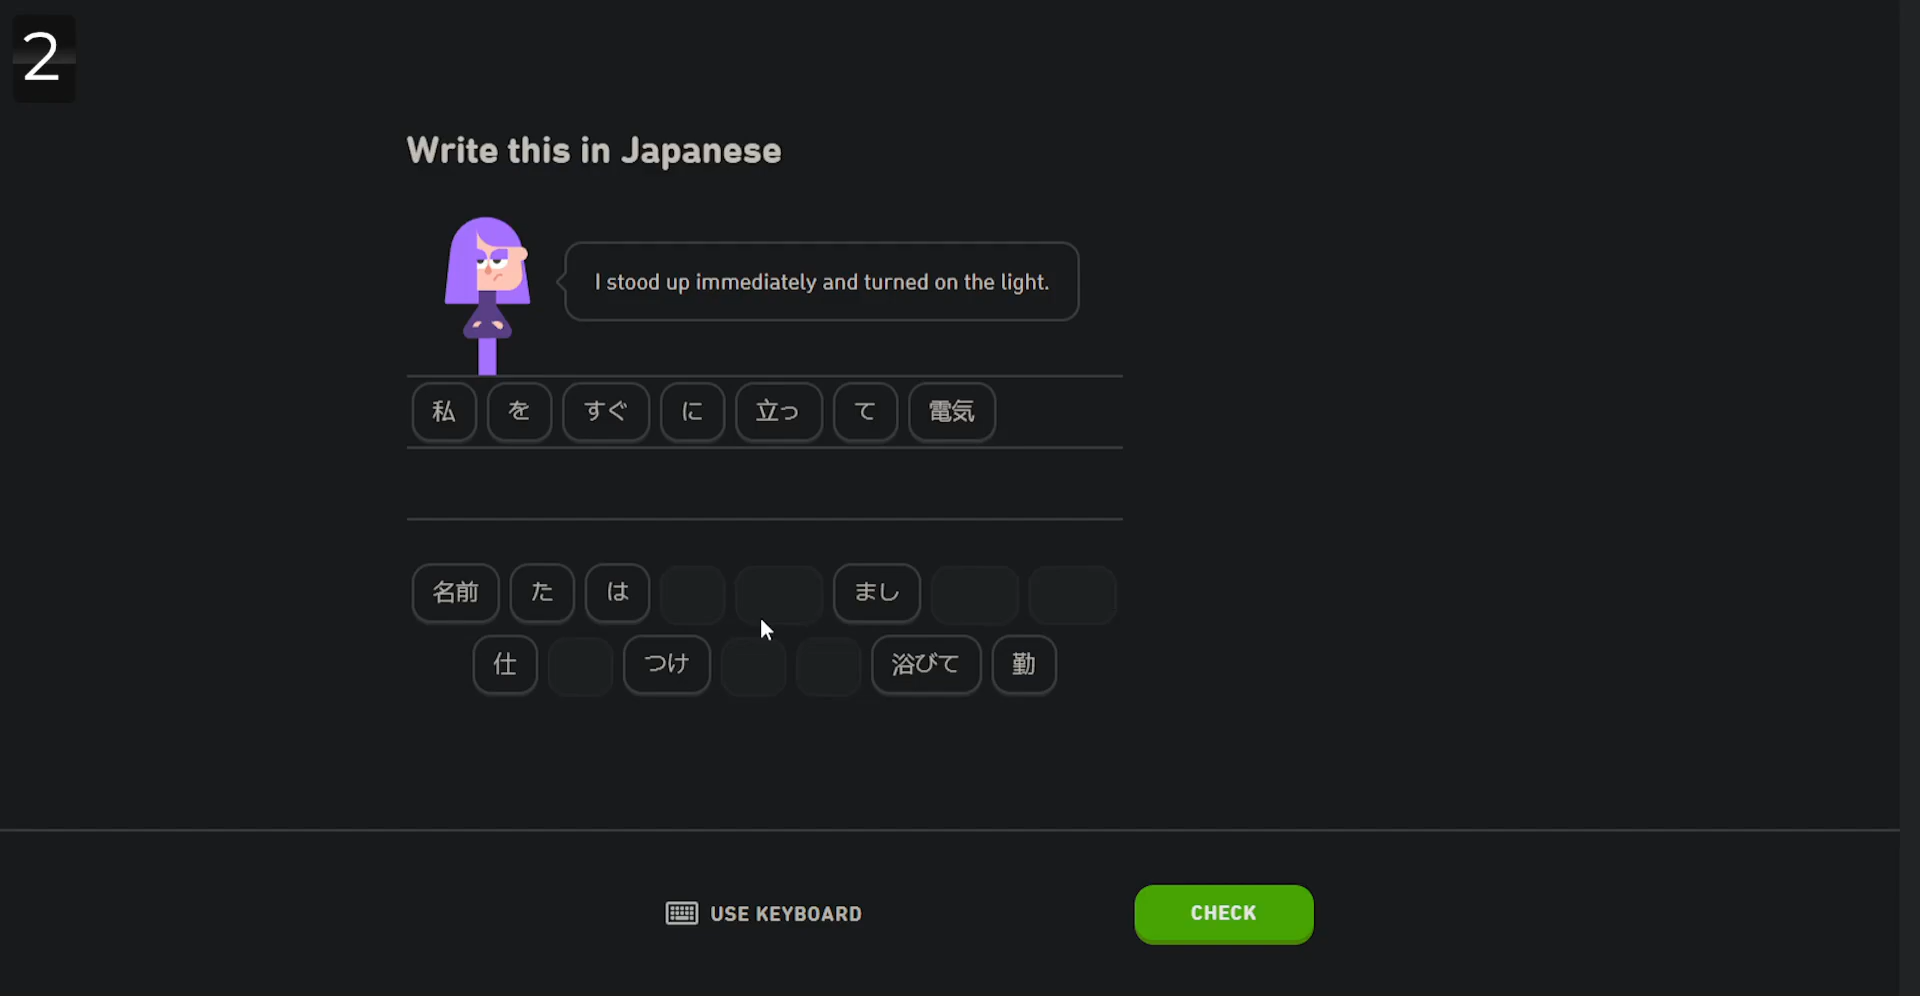 2
Write this in Japanese
I stood up immediately and turned on the light.
私 を すぐ に 立っ て 電気
名前 た は まし
仕 つけ 浴びて 勤
USE KEYBOARD
CHECK